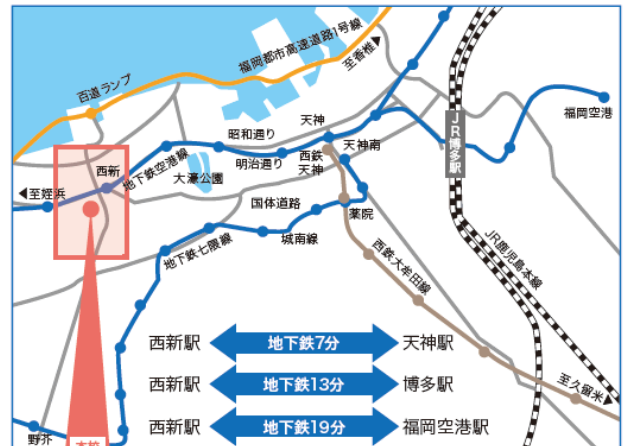 福岡都市高速道路1号線
至香椎
百道ランプ
昭和通り
天神
福岡空港
西新
地下鉄空港線
明治通り
西鉄
天神
天神南
JR博多駅
大濠公園
至姪浜
国体道路
薬院
地下鉄七隈線
城南線
西鉄大牟田線
JR鹿児島本線
西新駅 地下鉄7分 天神駅
西新駅 地下鉄13分 博多駅
至久留米
西新駅 地下鉄19分 福岡空港駅
野芥